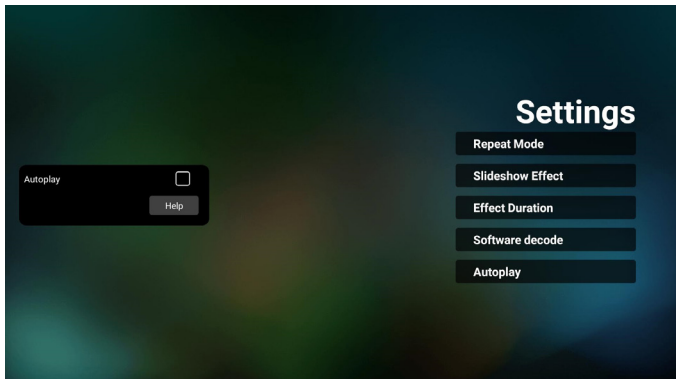 Settings
Repeat Mode
Slideshow Effect
Effect Duration
Software decode
Autoplay
Autoplay
Help